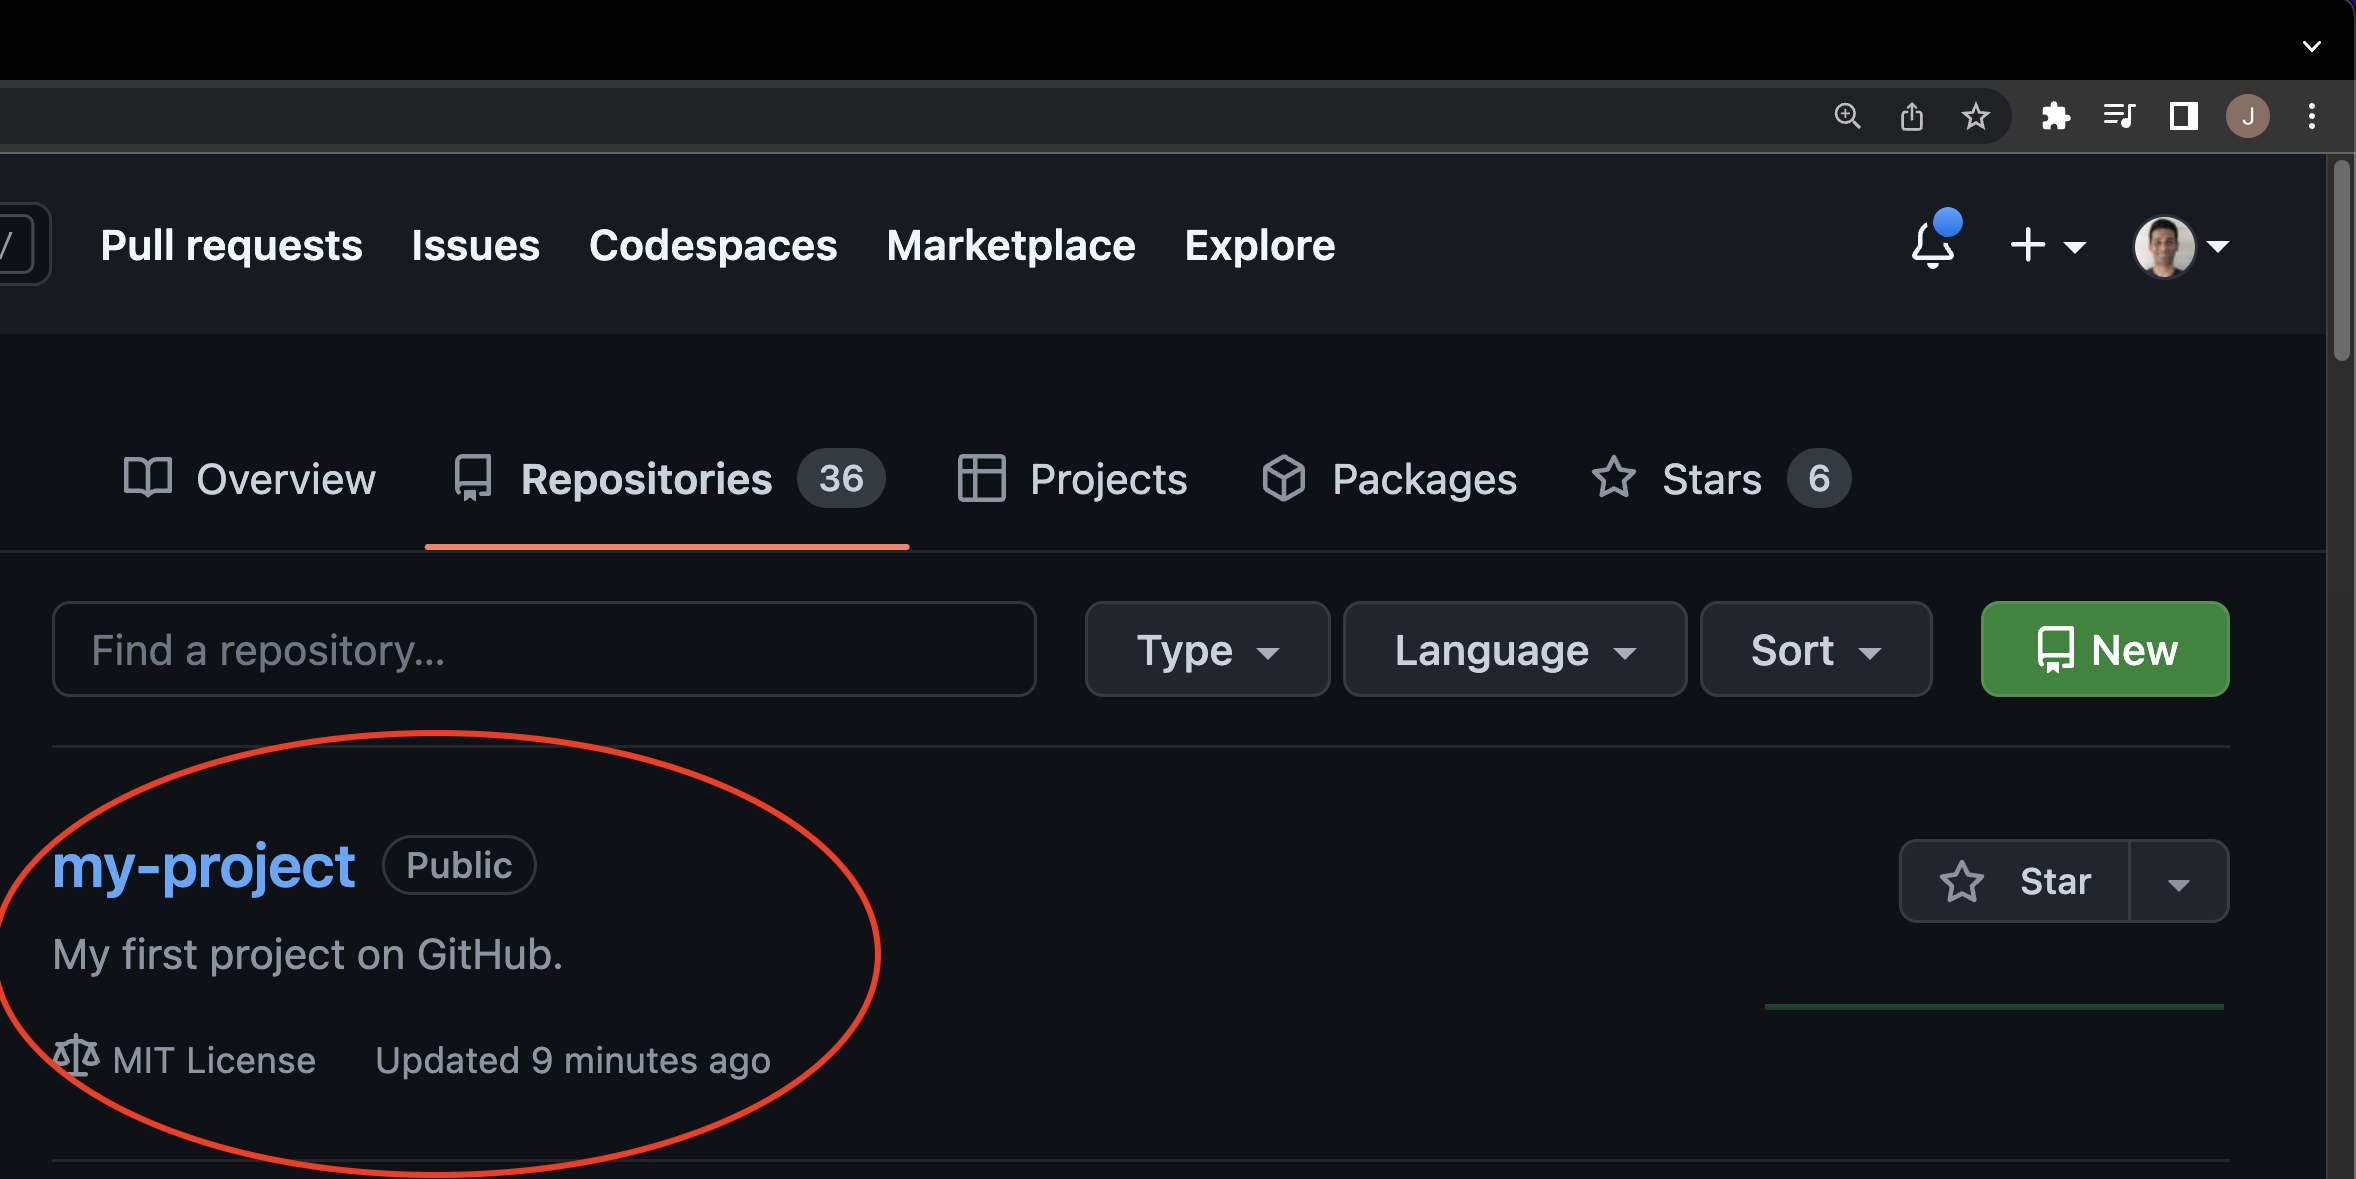 J
/ Pull requests Issues Codespaces Marketplace Explore
Overview Repositories 36 Projects Packages Stars 6
Find a repository... Type Language Sort New
my-project Public
Star
My first project on GitHub.
MIT License Updated 9 minutes ago